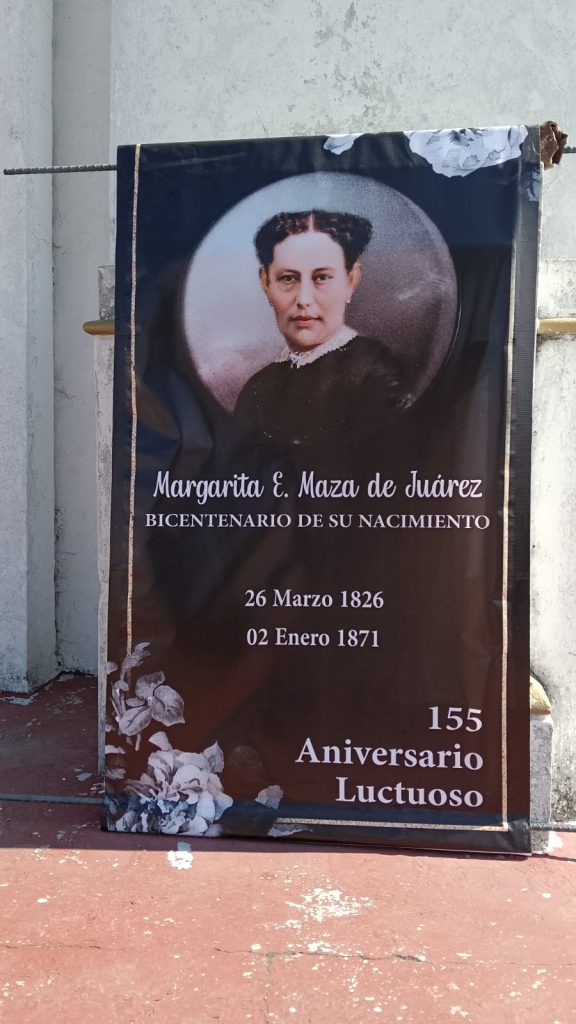 Margarita E. Maza de Juárez
BICENTENARIO DE SU NACIMIENTO
26 Marzo 1826
02 Enero 1871
155
Aniversario
Luctuoso